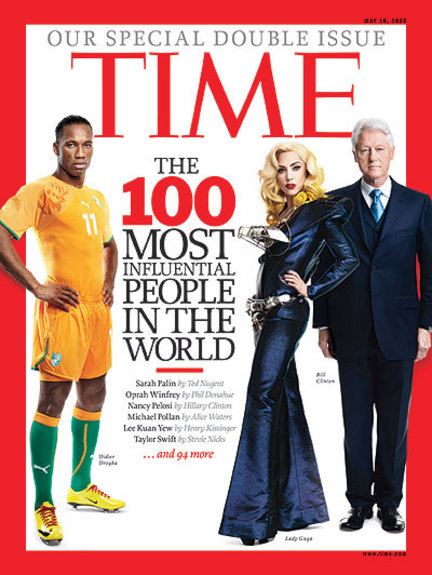 MAY 10, 2010
OUR SPECIAL DOUBLE ISSUE
TIME
THE
100
MOST
INFLUENTIAL
PEOPLE
IN THE
WORLD
11
Sarah Palin by Ted Nugent
Oprah Winfrey by Phil Donahue
Nancy Pelosi by Hillary Clinton
Michael Pollan by Alice Waters
Lee Kuan Yew by Henry Kissinger
Taylor Swift by Stevie Nicks
... and 94 more
Bill
Clinton
Didier
Drogba
Lady Gaga
www.time.com